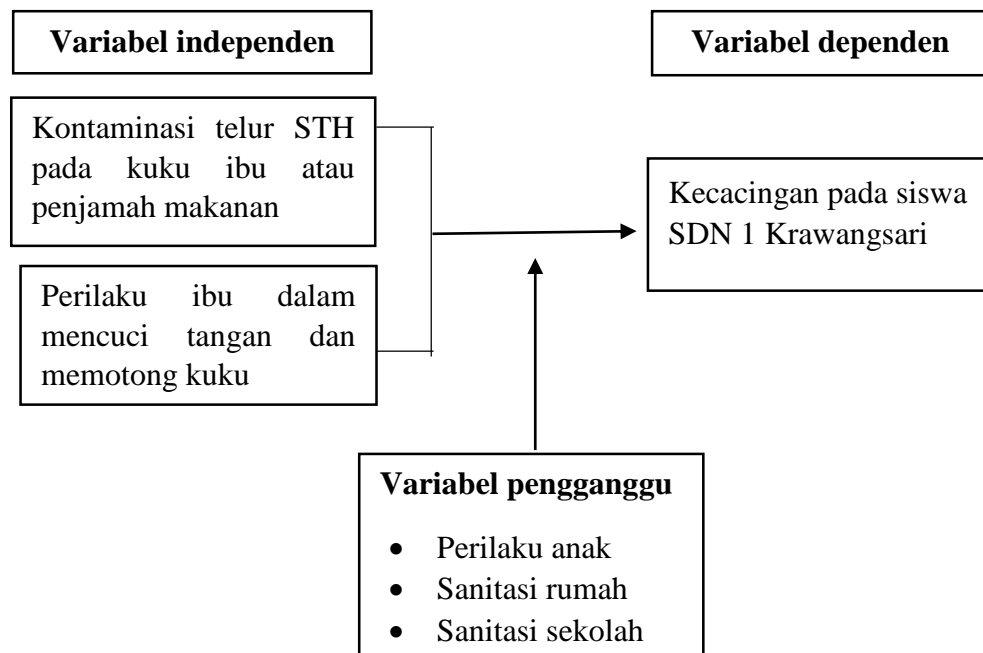 Variabel independen
Variabel dependen
Kontaminasi telur STH
pada kuku ibu atau
penjamah makanan
Kecacingan pada siswa
SDN 1 Krawangsari
Perilaku ibu dalam
mencuci tangan dan
memotong kuku
Variabel pengganggu
• Perilaku anak
• Sanitasi rumah
• Sanitasi sekolah